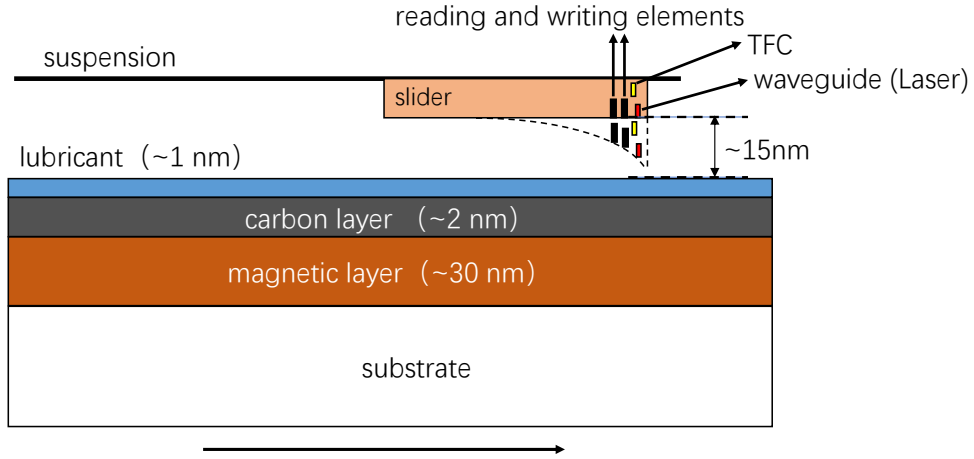 reading and writing elements
TFC
suspension
waveguide (Laser)
slider
~15nm
lubricant（~1 nm）
carbon layer（~2 nm）
magnetic layer（~30 nm）
substrate